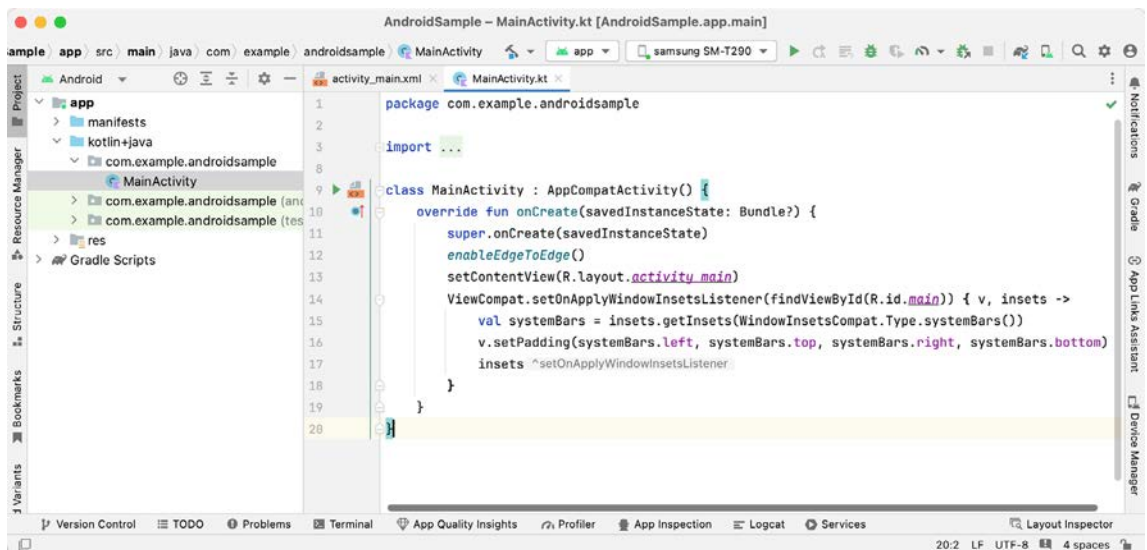 AndroidSample – MainActivity.kt [AndroidSample.app.main]
ample app src main java com example androidsample MainActivity app samsung SM-T290
Project
Resource Manager
Structure
Bookmarks
d Variants
Android
app
manifests
kotlin+java
com.example.androidsample
MainActivity
com.example.androidsample (and
com.example.androidsample (tes
res
Gradle Scripts
activity_main.xml MainActivity.kt
1 package com.example.androidsample
2
3 import ...
8
9 class MainActivity : AppCompatActivity() {
10 override fun onCreate(savedInstanceState: Bundle?) {
11 super.onCreate(savedInstanceState)
12 enableEdgeToEdge()
13 setContentView(R.layout.activity_main)
14 ViewCompat.setOnApplyWindowInsetsListener(findViewById(R.id.main)) { v, insets ->
15 val systemBars = insets.getInsets(WindowInsetsCompat.Type.systemBars())
16 v.setPadding(systemBars.left, systemBars.top, systemBars.right, systemBars.bottom)
17 insets ^setOnApplyWindowInsetsListener
18 }
19 }
20 }
Notifications
Gradle
App Links Assistant
Device Manager
Version Control TODO Problems Terminal App Quality Insights Profiler App Inspection Logcat Services Layout Inspector
20:2 LF UTF-8 4 spaces